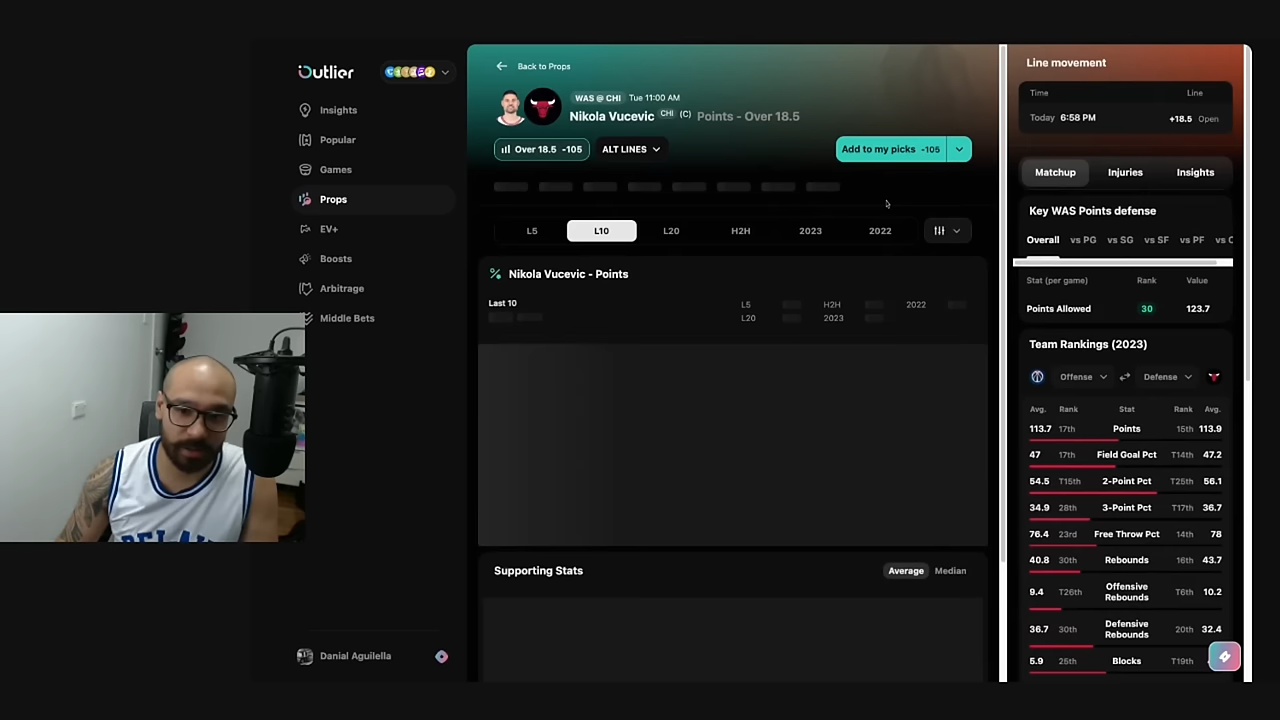 Outlier
Insights
Popular
Games
Props
EV+
Boosts
Arbitrage
Middle Bets
Danial Aguilella
Back to Props
WAS @ CHI Tue 11:00 AM
Nikola Vucevic CHI (C) Points - Over 18.5
Over 18.5 -105 ALT LINES
Add to my picks -105
L5 L10 L20 H2H 2023 2022
Nikola Vucevic - Points
Last 10
L5 H2H 2022
L20 2023
Supporting Stats
Average Median
Line movement
Time Line
Today 6:58 PM +18.5 Open
Matchup Injuries Insights
Key WAS Points defense
Overall vs PG vs SG vs SF vs PF vs C
Stat (per game) Rank Value
Points Allowed 30 123.7
Team Rankings (2023)
Offense Defense
Avg. Rank Stat Rank Avg.
113.7 17th Points 15th 113.9
47 17th Field Goal Pct T14th 47.2
54.5 T15th 2-Point Pct T25th 56.1
34.9 28th 3-Point Pct T17th 36.7
76.4 23rd Free Throw Pct 14th 78
40.8 30th Rebounds 16th 43.7
9.4 T26th Offensive Rebounds T6th 10.2
36.7 30th Defensive Rebounds 20th 32.4
5.9 25th Blocks T19th